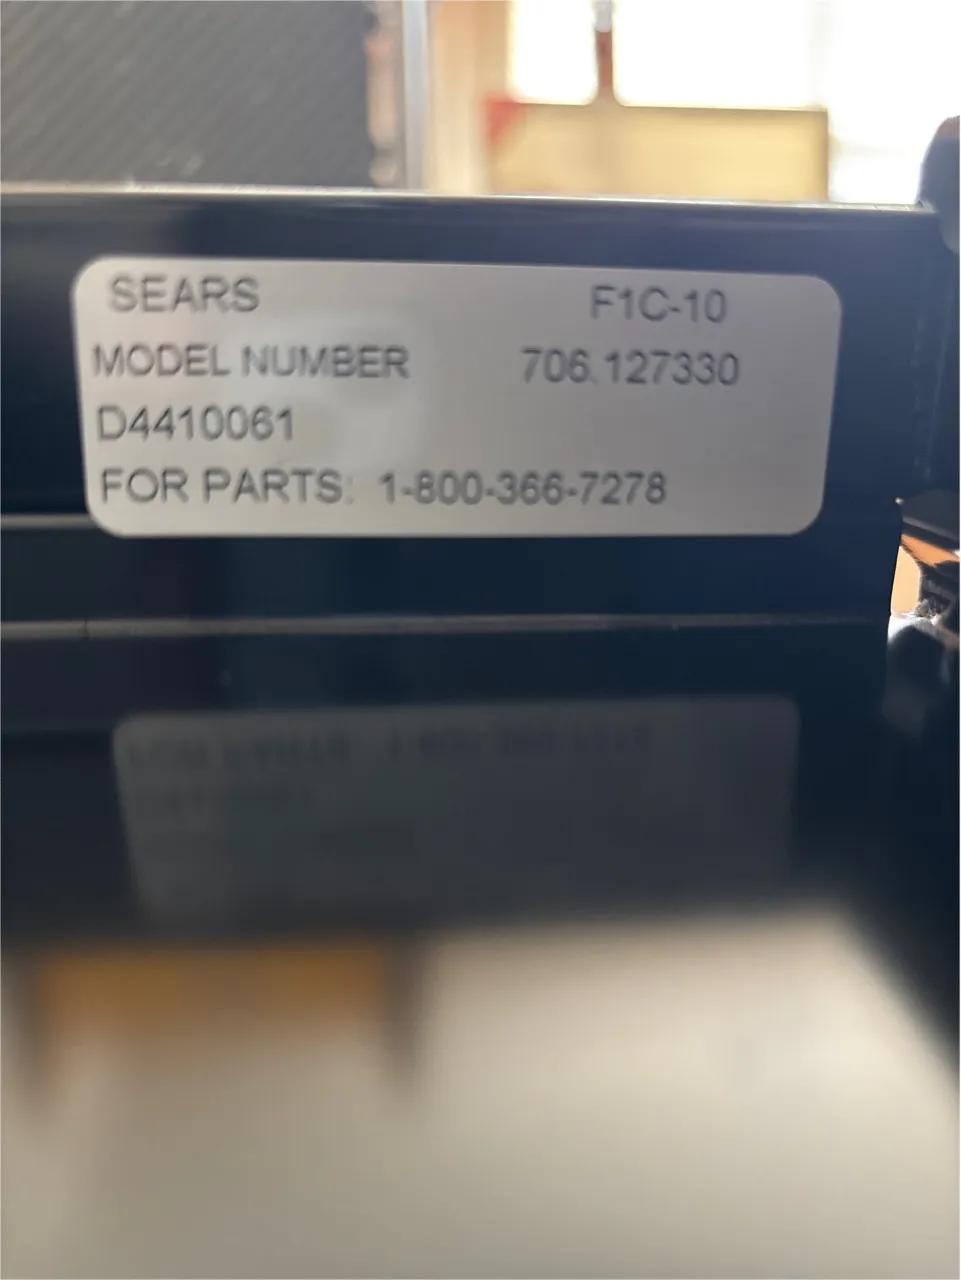 SEARS F1C-10
MODEL NUMBER 706.127330
D4410061
FOR PARTS: 1-800-366-7278